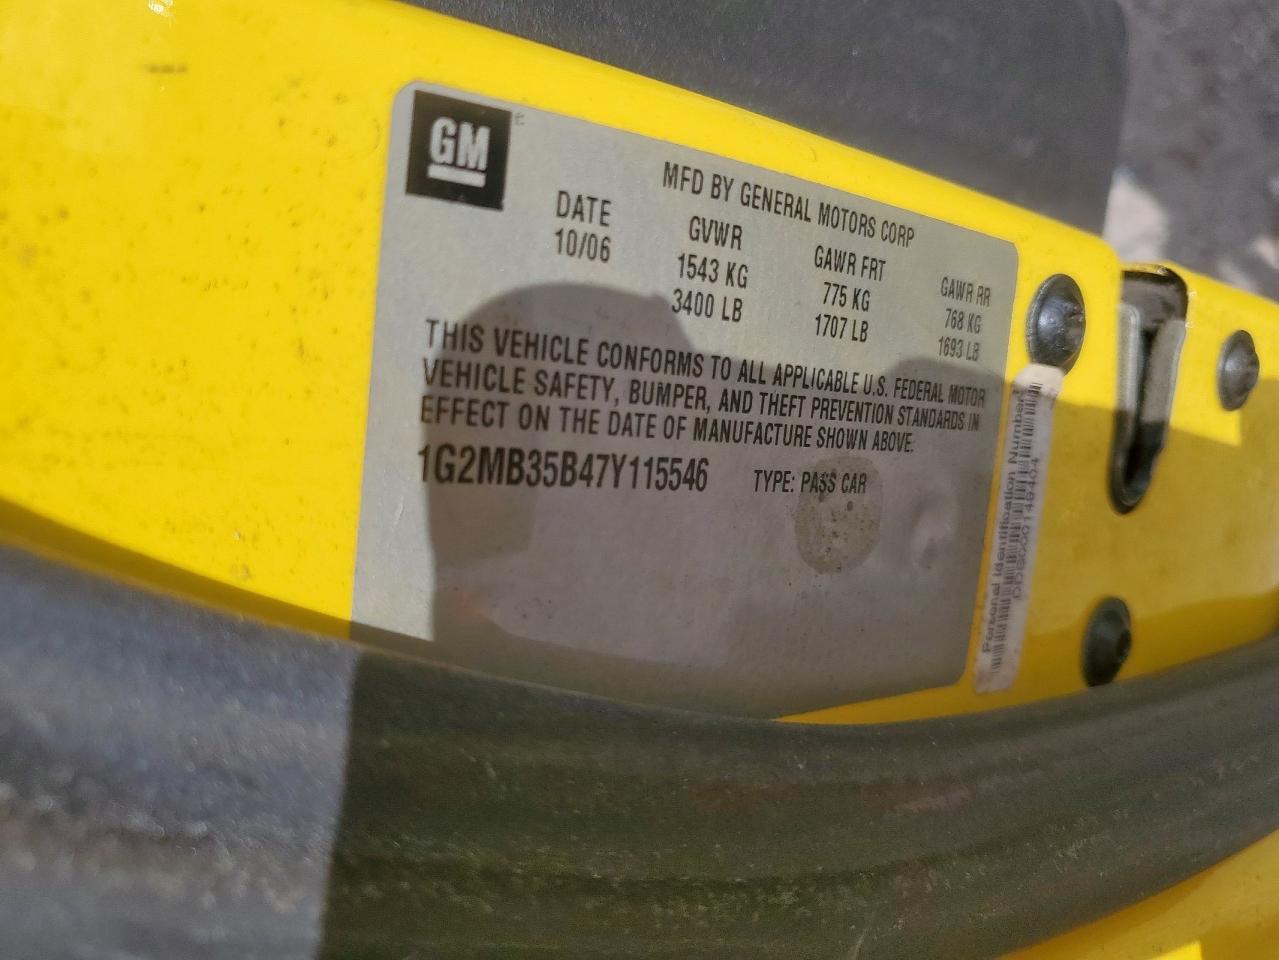 GM
MFD BY GENERAL MOTORS CORP
DATE GVWR GAWR FRT GAWR RR
10/06 1543 KG 775 KG 768 KG
3400 LB 1707 LB 1693 LB
THIS VEHICLE CONFORMS TO ALL APPLICABLE U.S. FEDERAL MOTOR
VEHICLE SAFETY, BUMPER, AND THEFT PREVENTION STANDARDS IN
EFFECT ON THE DATE OF MANUFACTURE SHOWN ABOVE.
1G2MB35B47Y115546 TYPE: PASS CAR
Personal Identification Number